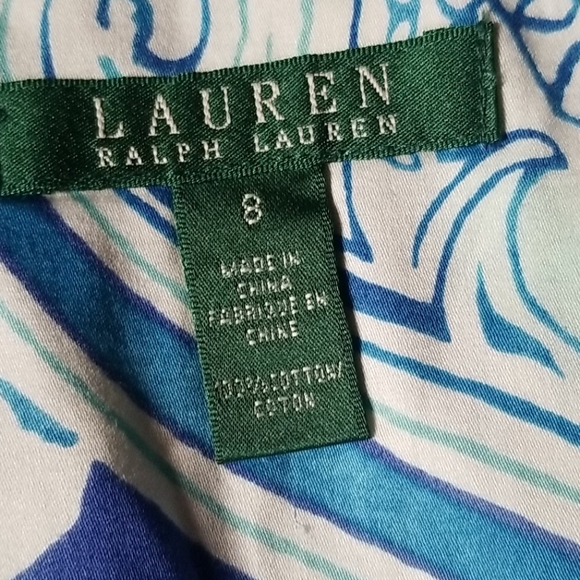 LAUREN
RALPH LAUREN
8
MADE IN
CHINA
FABRIQUE EN
CHINE
100% COTTON/
COTON